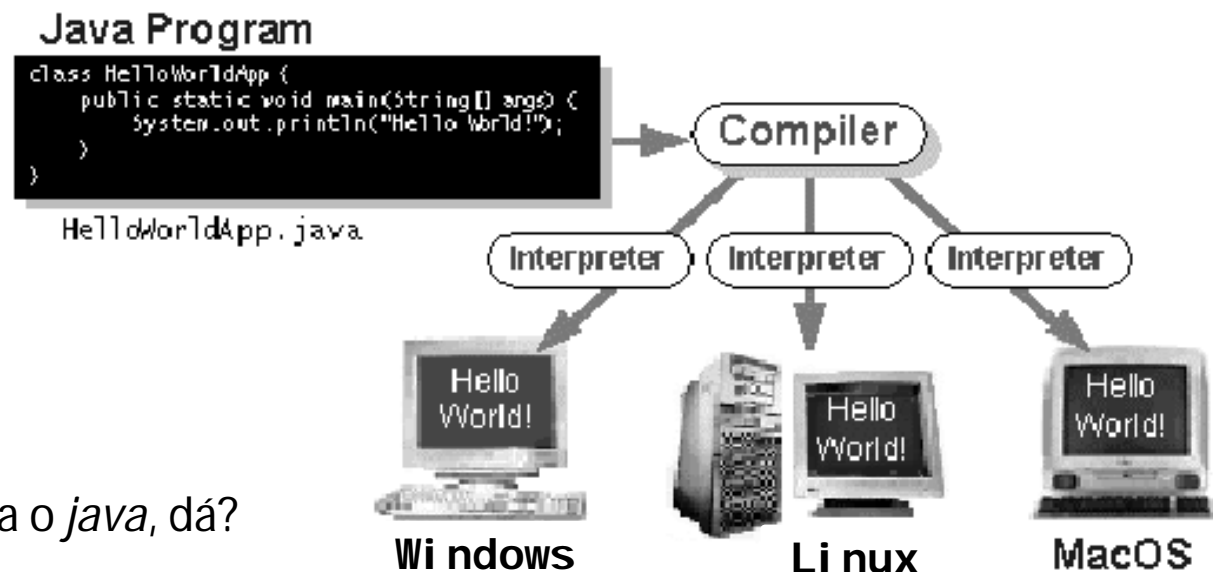 Java Program
class HelloWorldApp {
public static void main(String[] args) {
System.out.println("Hello World!");
}
}
HelloWorldApp.java
Compiler
Interpreter Interpreter Interpreter
Hello
World!
Hello
World!
Hello
World!
a o java, dá?
Windows Linux MacOS